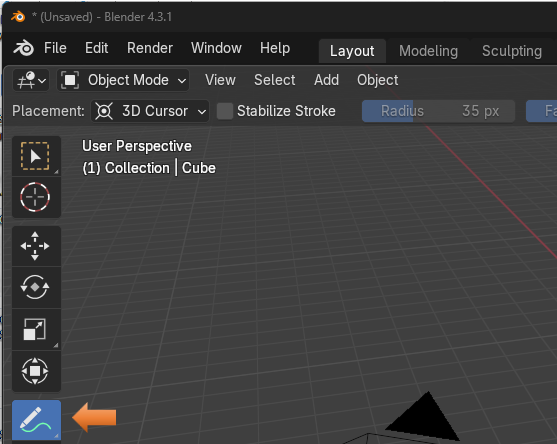 * (Unsaved) - Blender 4.3.1
File Edit Render Window Help Layout Modeling Sculpting
Object Mode View Select Add Object
Placement: 3D Cursor Stabilize Stroke Radius 35 px Fa
User Perspective
(1) Collection | Cube